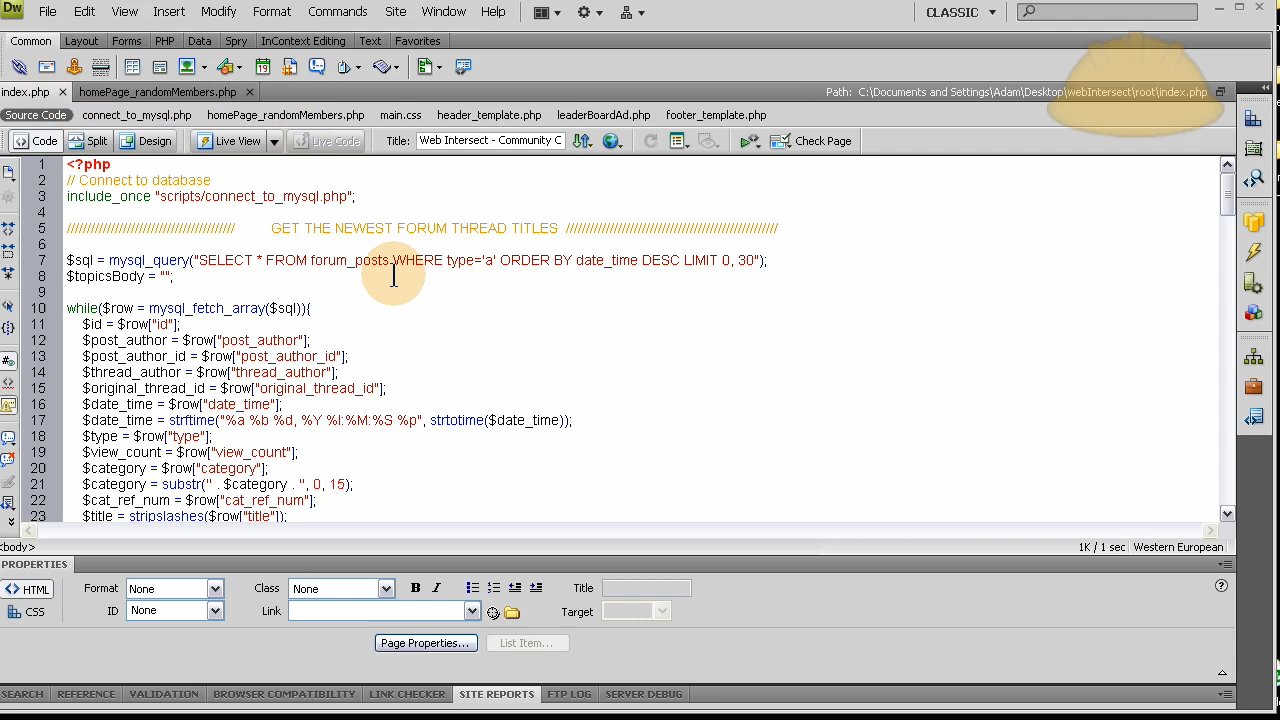 Dw File Edit View Insert Modify Format Commands Site Window Help CLASSIC
Common Layout Forms PHP Data Spry InContext Editing Text Favorites
index.php homePage_randomMembers.php Path: C:\Documents and Settings\Adam\Desktop\webIntersect\root\index.php
Source Code connect_to_mysql.php homePage_randomMembers.php main.css header_template.php leaderBoardAd.php footer_template.php
Code Split Design Live View Live Code Title: Web Intersect - Community C Check Page
1 <?php
2 // Connect to database
3 include_once "scripts/connect_to_mysql.php";
4
5 ////////////////////////////////////////// GET THE NEWEST FORUM THREAD TITLES /////////////////////////////////////////////////////
6
7 $sql = mysql_query("SELECT * FROM forum_posts WHERE type='a' ORDER BY date_time DESC LIMIT 0, 30");
8 $topicsBody = "";
9
10 while($row = mysql_fetch_array($sql)){
11 $id = $row["id"];
12 $post_author = $row["post_author"];
13 $post_author_id = $row["post_author_id"];
14 $thread_author = $row["thread_author"];
15 $original_thread_id = $row["original_thread_id"];
16 $date_time = $row["date_time"];
17 $date_time = strftime("%a %b %d, %Y %I:%M:%S %p", strtotime($date_time));
18 $type = $row["type"];
19 $view_count = $row["view_count"];
20 $category = $row["category"];
21 $category = substr('' . $category . '', 0, 15);
22 $cat_ref_num = $row["cat_ref_num"];
23 $title = stripslashes($row["title"]);
<body> 1K / 1 sec Western European
PROPERTIES
<> HTML Format None Class None B I Title
CSS ID None Link Target
Page Properties... List Item...
SEARCH REFERENCE VALIDATION BROWSER COMPATIBILITY LINK CHECKER SITE REPORTS FTP LOG SERVER DEBUG